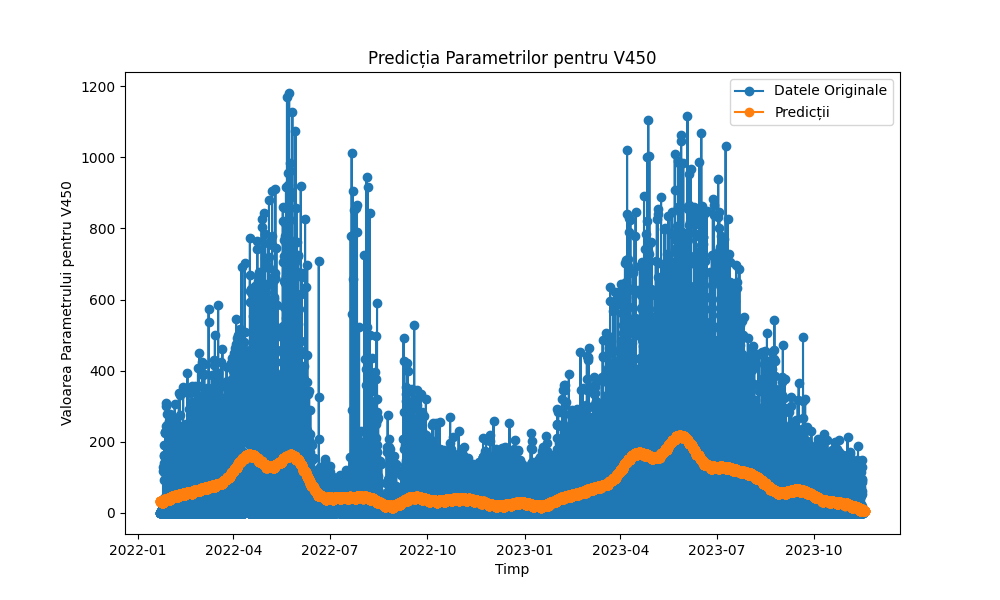 Predicția Parametrilor pentru V450
Datele Originale
Predicții
Valoarea Parametrului pentru V450
1200
1000
800
600
400
200
0
2022-01 2022-04 2022-07 2022-10 2023-01 2023-04 2023-07 2023-10
Timp